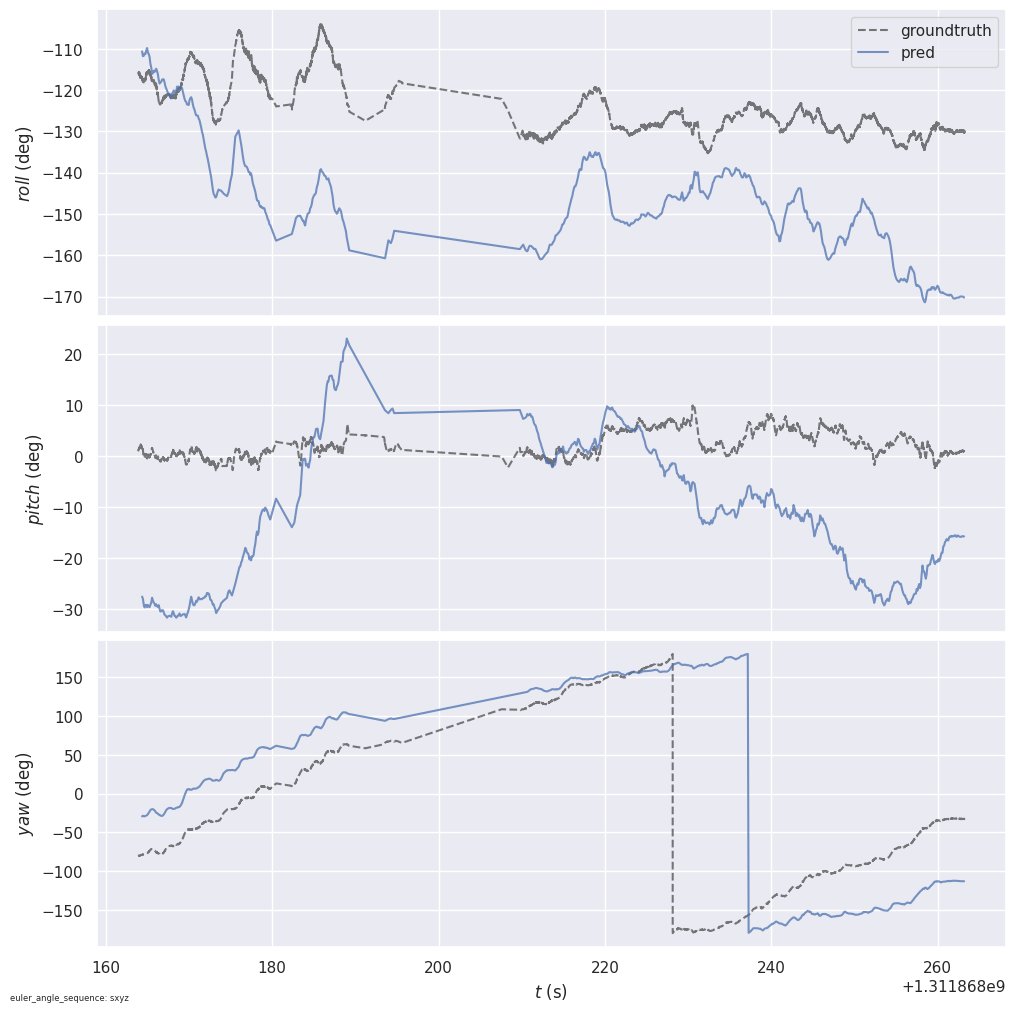 groundtruth
pred
−110
−120
−130
−140
−150
−160
−170
roll (deg)
20
10
0
−10
−20
−30
pitch (deg)
150
100
50
0
−50
−100
−150
yaw (deg)
160 180 200 220 240 260
t (s)
+1.311868e9
euler_angle_sequence: sxyz